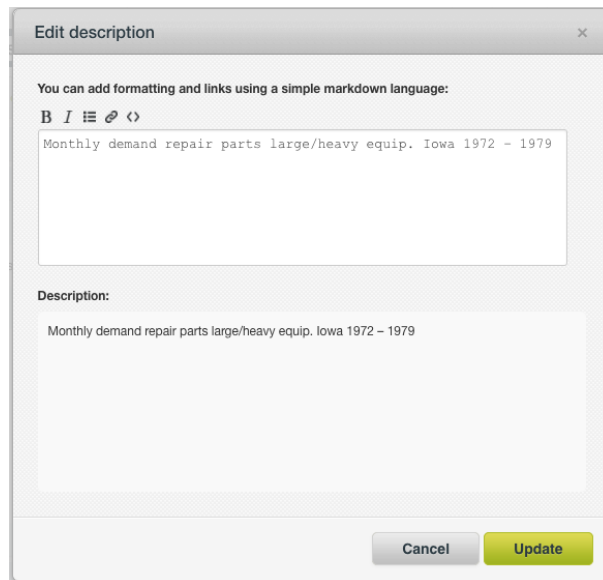 Edit description
×
You can add formatting and links using a simple markdown language:
B I <>
Monthly demand repair parts large/heavy equip. Iowa 1972 – 1979
Description:
Monthly demand repair parts large/heavy equip. Iowa 1972 – 1979
Cancel Update